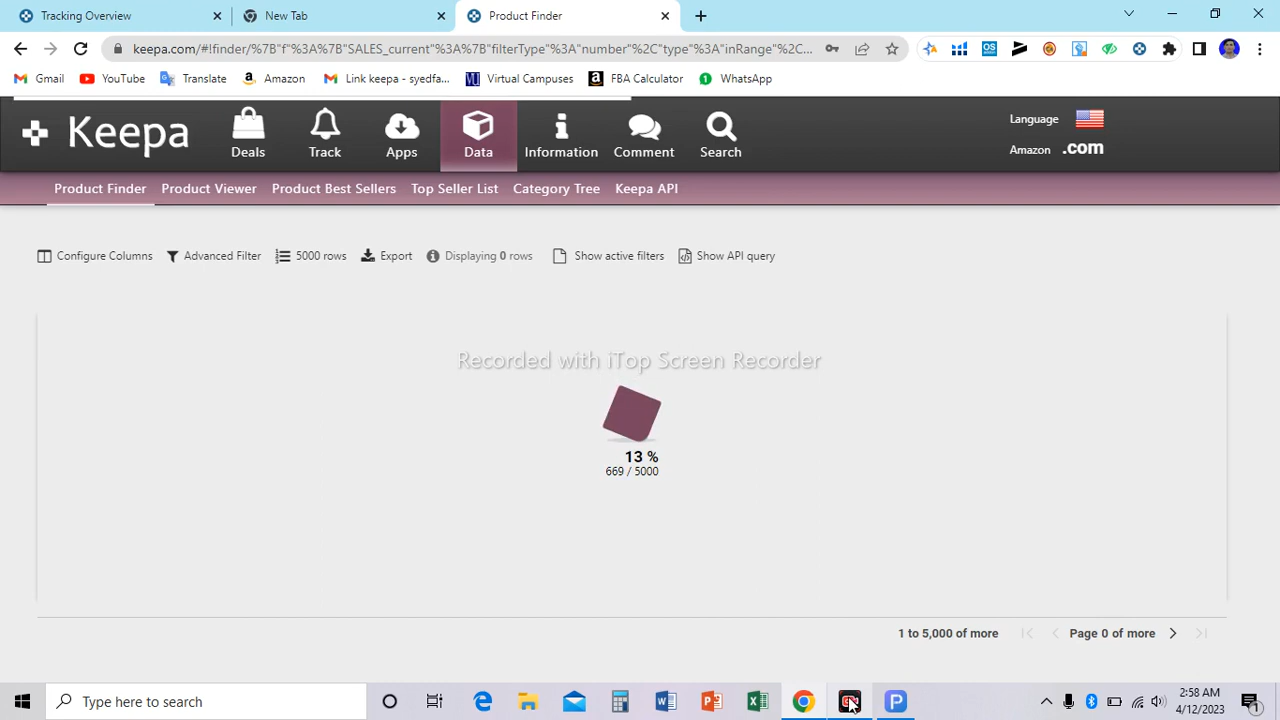 Tracking Overview
New Tab
Product Finder
keepa.com/#!finder/%7B"f"%3A%7B"SALES_current"%3A%7B"filterType"%3A"number"%2C"type"%3A"inRange"%2C...
Gmail
YouTube
Translate
Amazon
Link keepa - syedfa...
Virtual Campuses
FBA Calculator
WhatsApp
Keepa
Deals
Track
Apps
Data
Information
Comment
Search
Language
Amazon .com
Product Finder
Product Viewer
Product Best Sellers
Top Seller List
Category Tree
Keepa API
Configure Columns
Advanced Filter
5000 rows
Export
Displaying 0 rows
Show active filters
Show API query
Recorded with iTop Screen Recorder
13 %
669 / 5000
1 to 5,000 of more
Page 0 of more
Type here to search
2:58 AM
4/12/2023